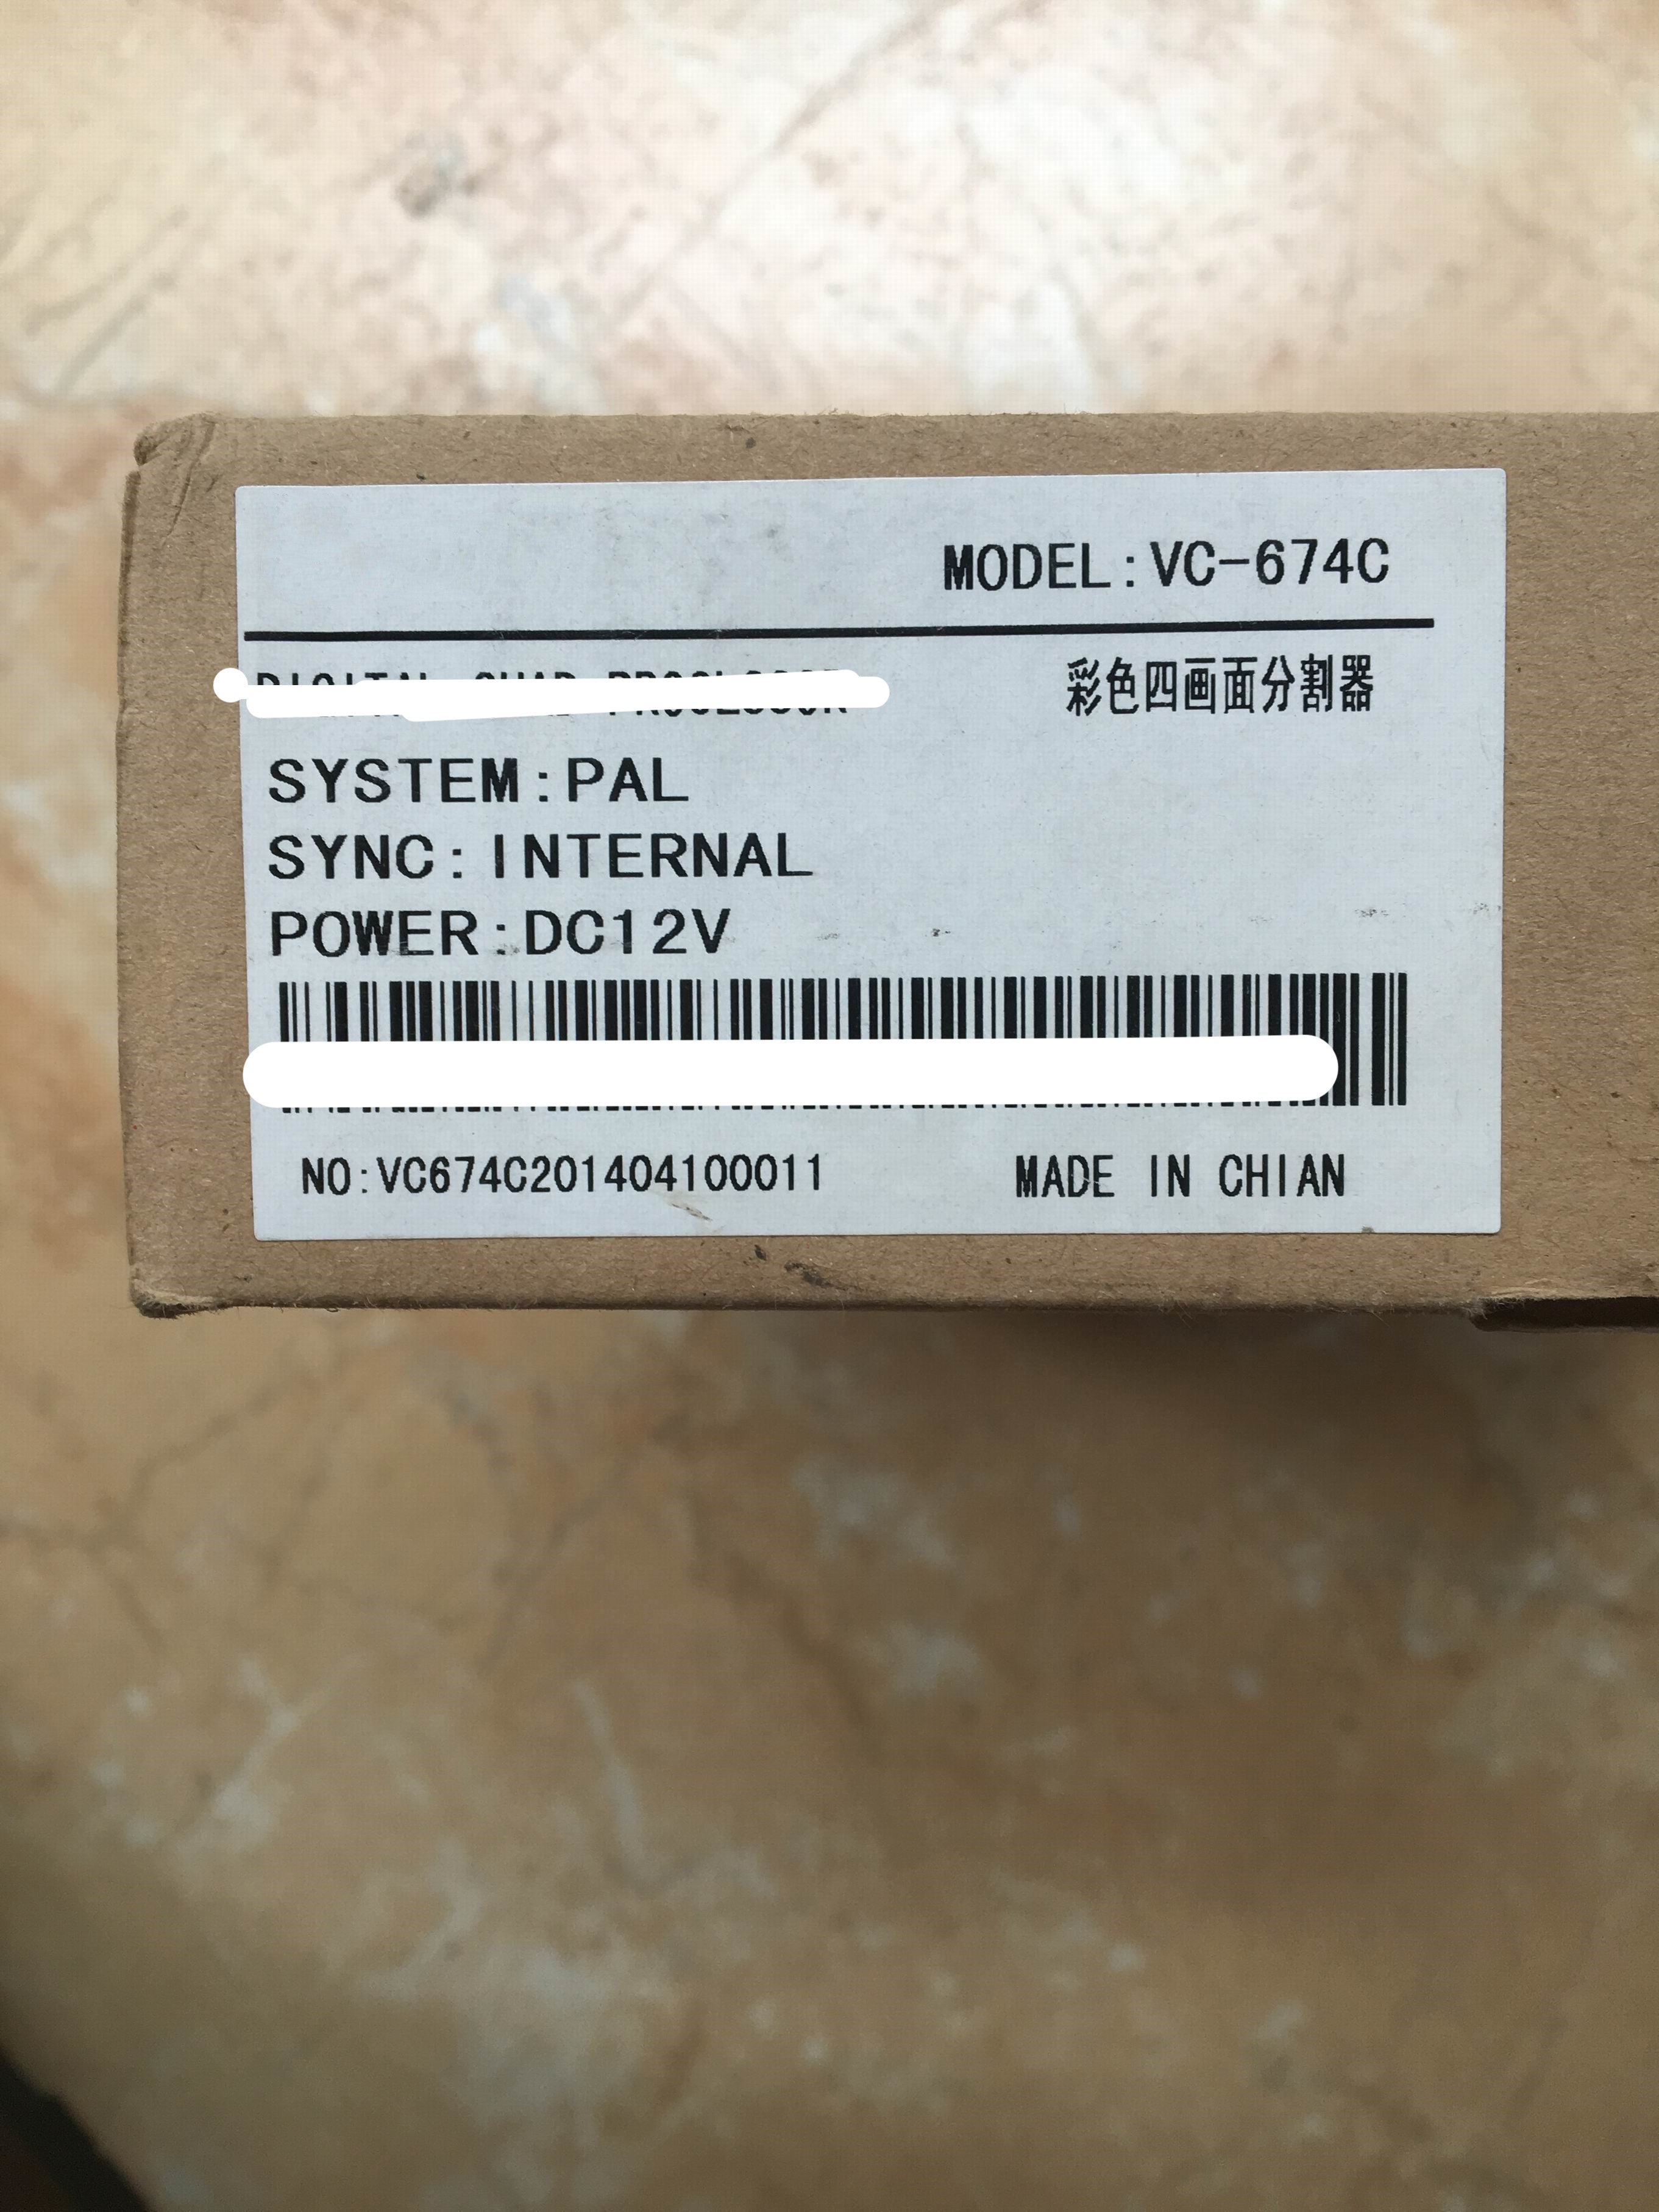 MODEL:VC-674C
彩色四画面分割器
SYSTEM:PAL
SYNC:INTERNAL
POWER:DC12V
NO:VC674C201404100011
MADE IN CHIAN